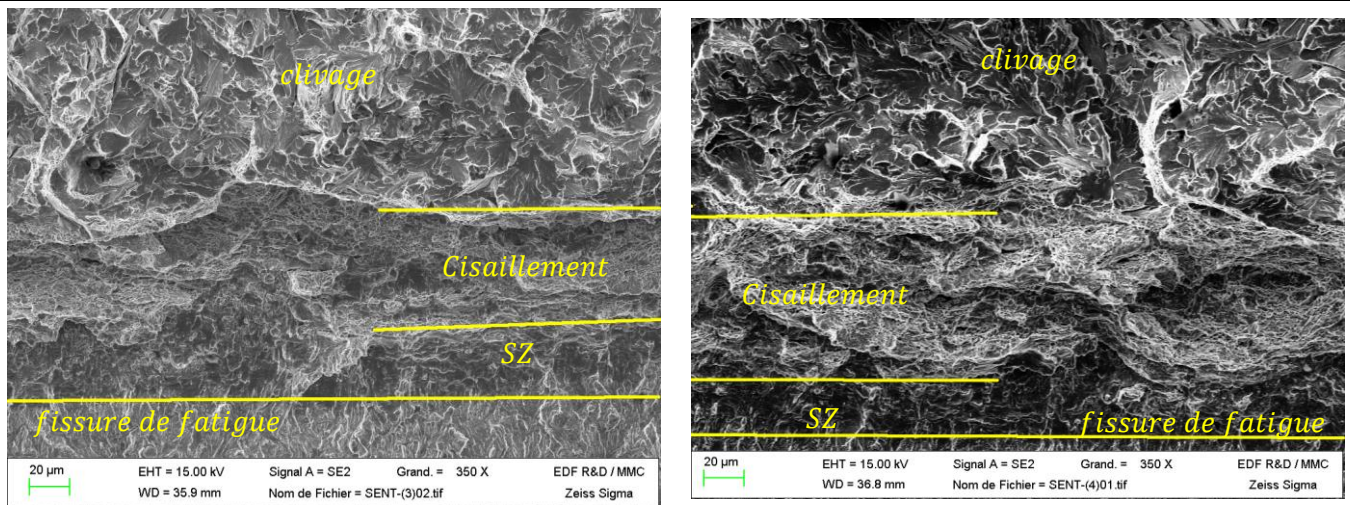 clivage
Cisaillement
SZ
fissure de fatigue
20 µm
EHT = 15.00 kV
Signal A = SE2
Grand. = 350 X
EDF R&D / MMC
WD = 35.9 mm
Nom de Fichier = SENT-(3)02.tif
Zeiss Sigma
clivage
Cisaillement
SZ
fissure de fatigue
20 µm
EHT = 15.00 kV
Signal A = SE2
Grand. = 350 X
EDF R&D / MMC
WD = 36.8 mm
Nom de Fichier = SENT-(4)01.tif
Zeiss Sigma